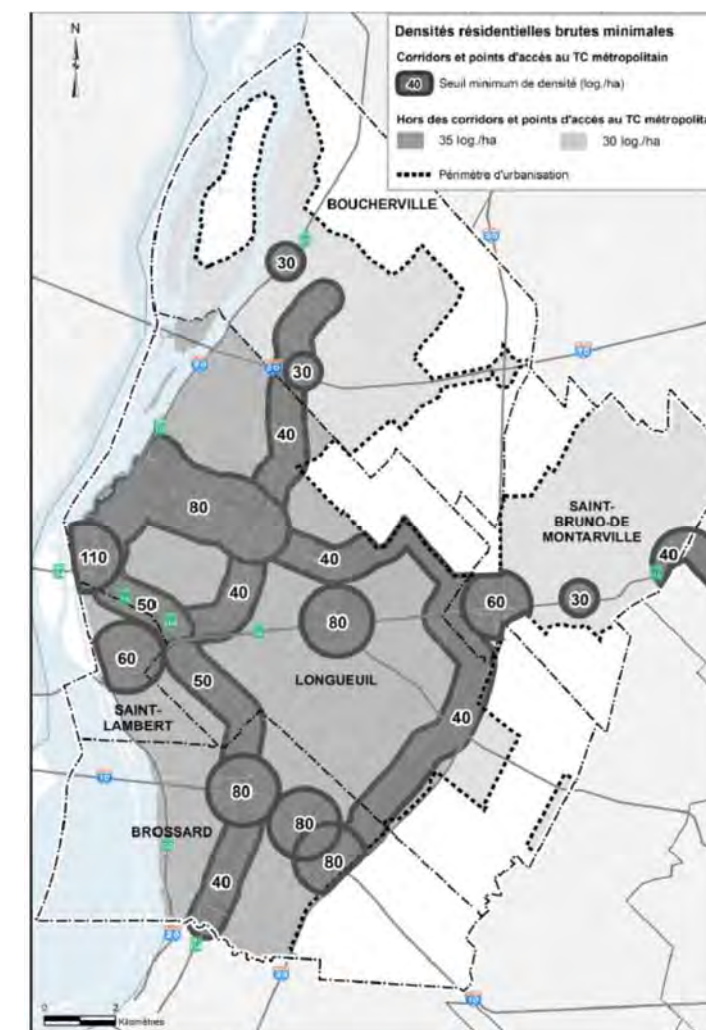 N
Densités résidentielles brutes minimales
Corridors et points d'accès au TC métropolitain
40 Seuil minimum de densité (log./ha)
Hors des corridors et points d'accès au TC métropolita
35 log./ha 30 log./ha
Périmètre d'urbanisation
BOUCHERVILLE
30
20
20
30
40
80
SAINT-
BRUNO-DE
MONTARVILLE
110
40
40
40
50
60
30
80
60
50
LONGUEUIL
SAINT-
LAMBERT
40
10
80
80
BROSSARD
80
40
0 2
Kilomètres